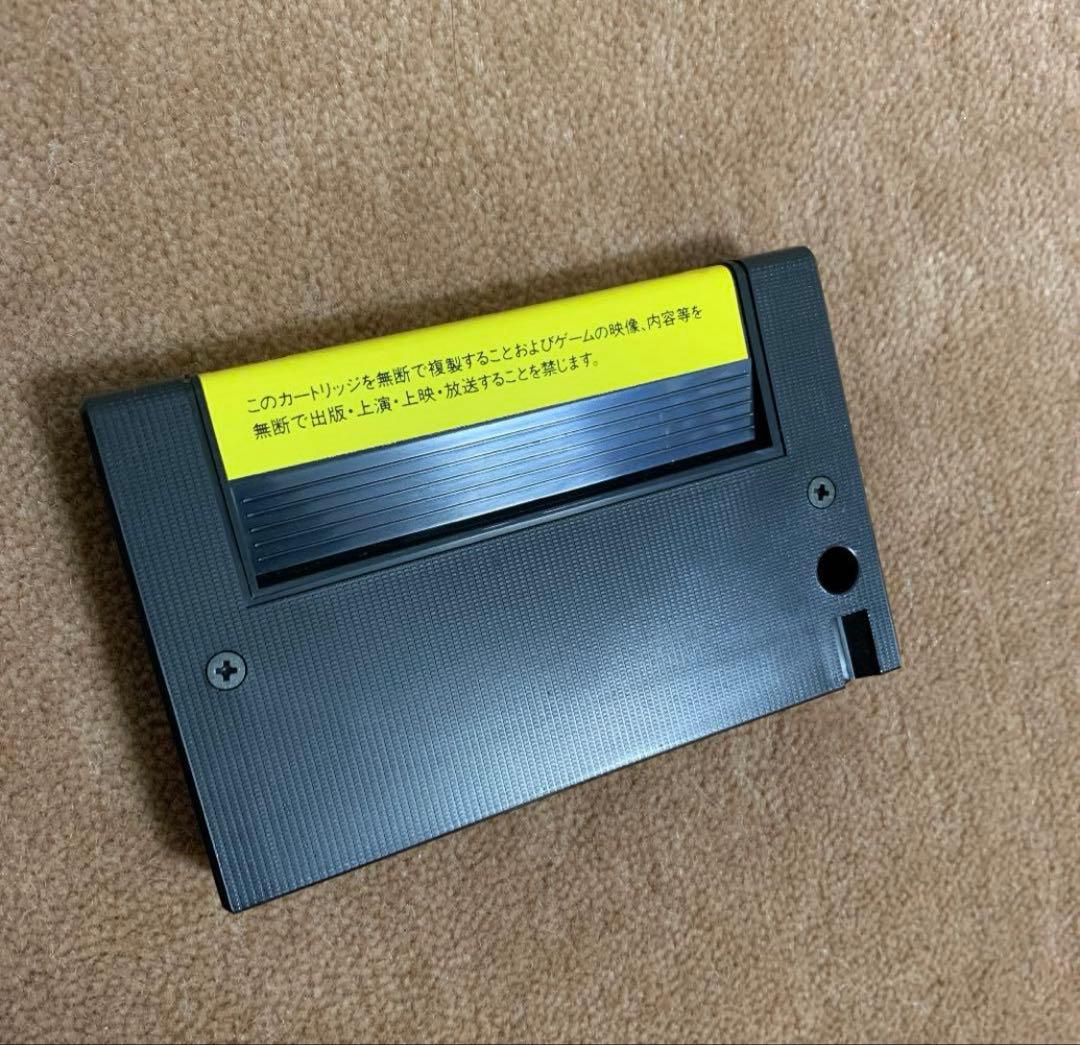 このカートリッジを無断で複製することおよびゲームの映像、内容等を
無断で出版・上演・上映・放送することを禁じます。